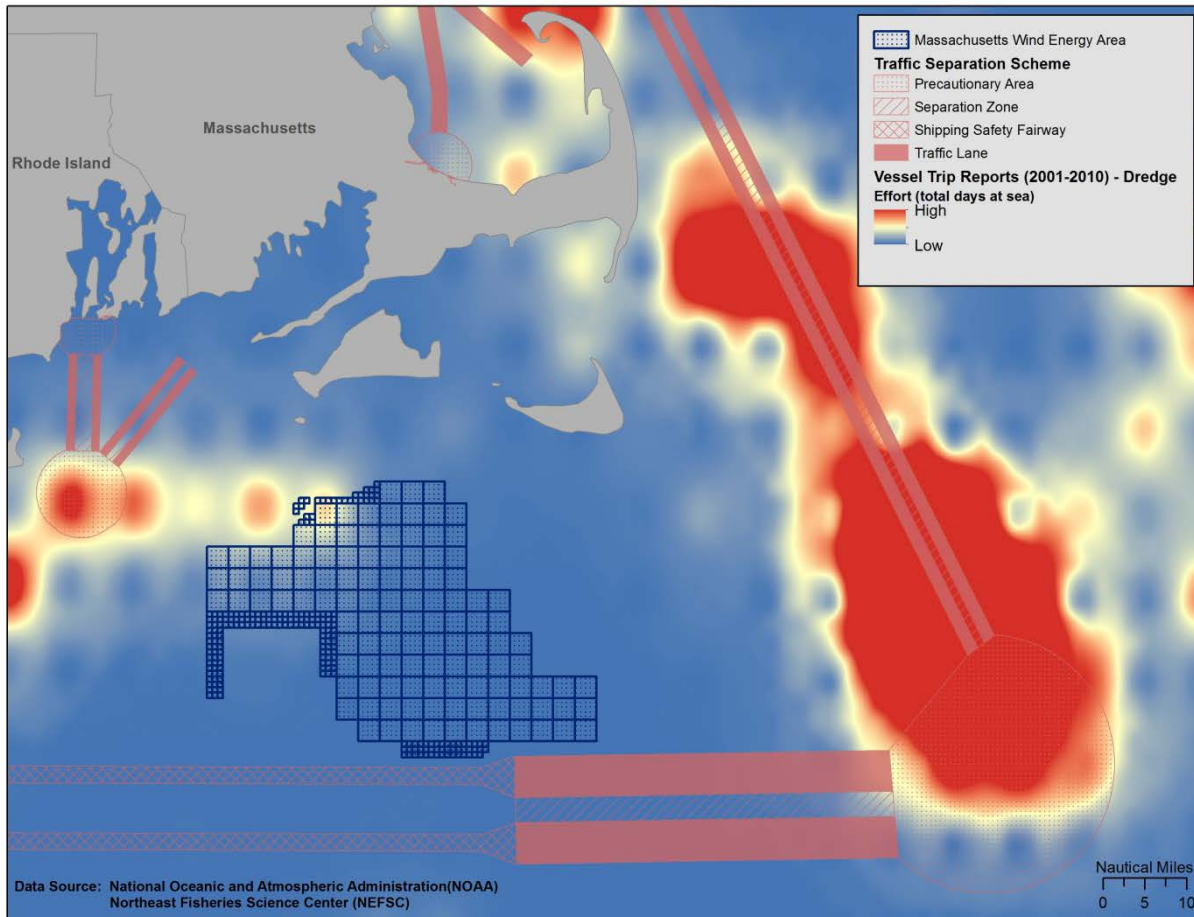 Massachusetts Wind Energy Area
Traffic Separation Scheme
Precautionary Area
Separation Zone
Shipping Safety Fairway
Traffic Lane
Vessel Trip Reports (2001-2010) - Dredge
Effort (total days at sea)
High
Low
Massachusetts
Rhode Island
Data Source: National Oceanic and Atmospheric Administration(NOAA)
Northeast Fisheries Science Center (NEFSC)
Nautical Miles
0 5 10